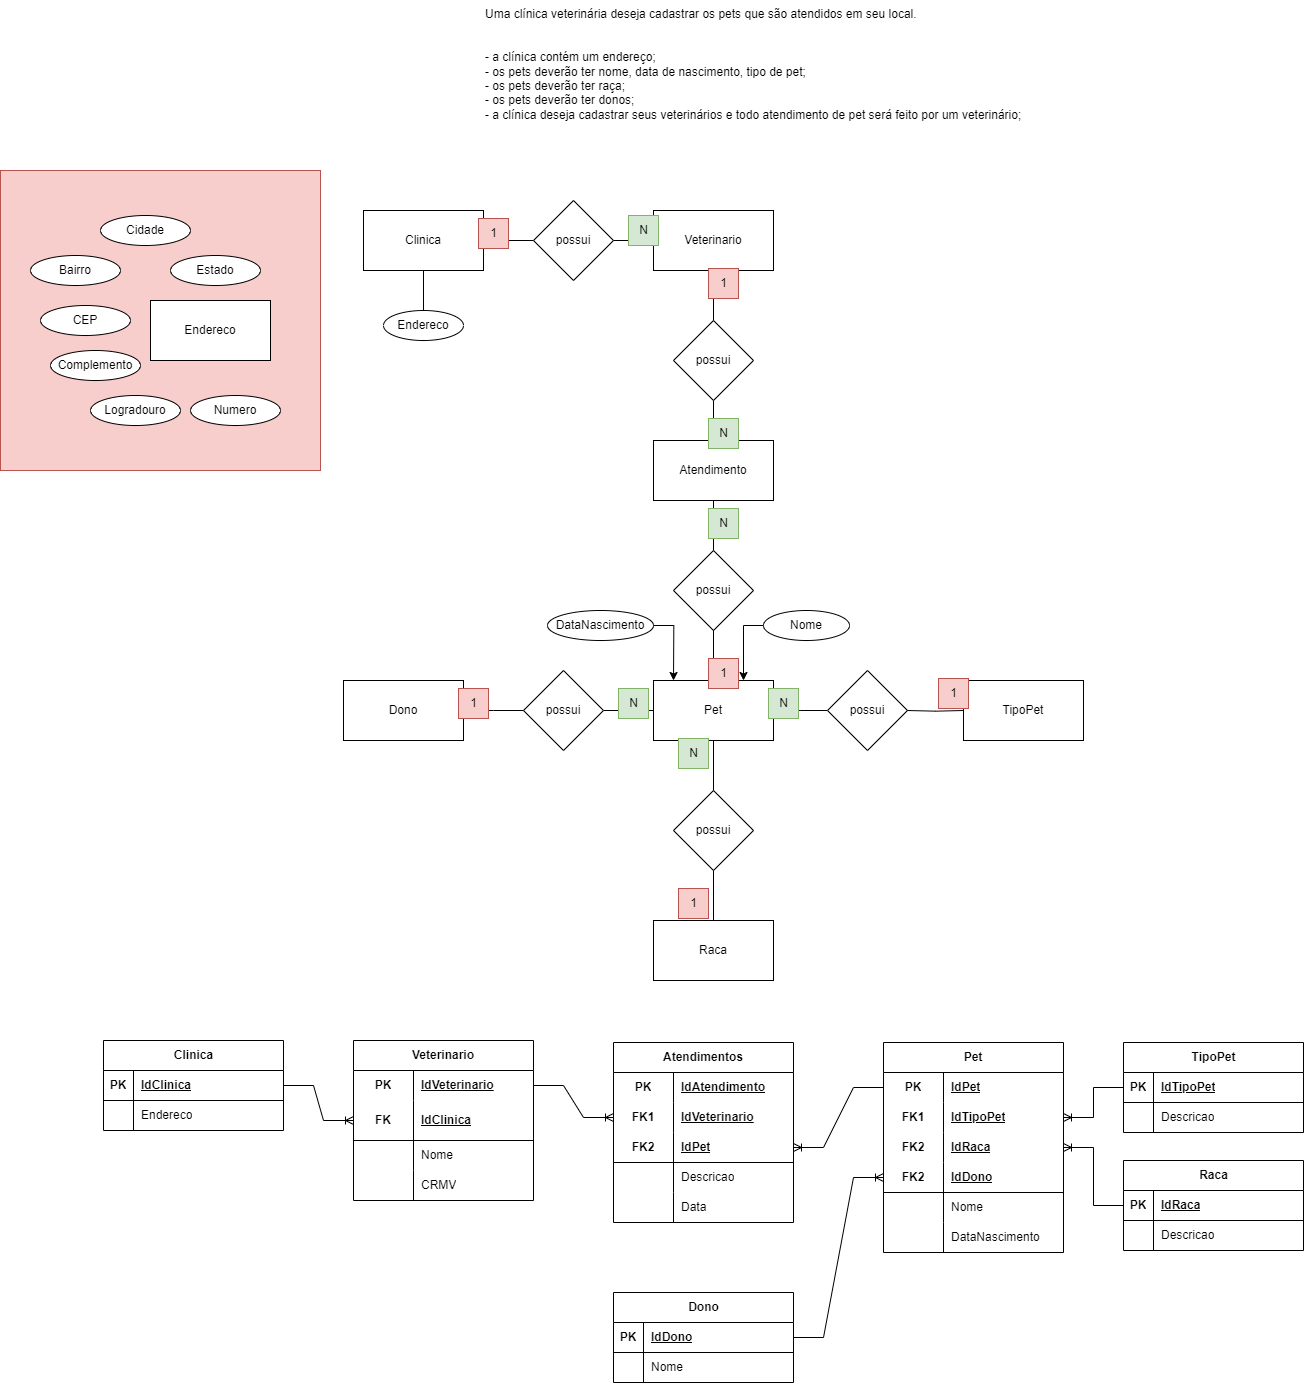 Uma clínica veterinária deseja cadastrar os pets que são atendidos em seu local.
- a clínica contém um endereço;
- os pets deverão ter nome, data de nascimento, tipo de pet;
- os pets deverão ter raça;
- os pets deverão ter donos;
- a clínica deseja cadastrar seus veterinários e todo atendimento de pet será feito por um veterinário;
Cidade
Bairro
Estado
CEP
Endereco
Complemento
Logradouro
Numero
Clinica
1
possui
N
Veterinario
Endereco
1
possui
N
Atendimento
N
possui
DataNascimento
Nome
1
Dono
1
possui
N
Pet
N
possui
1
TipoPet
N
possui
1
Raca
Clinica
PK IdClinica
Endereco
Veterinario
PK IdVeterinario
FK IdClinica
Nome
CRMV
Atendimentos
PK IdAtendimento
FK1 IdVeterinario
FK2 IdPet
Descricao
Data
Pet
PK IdPet
FK1 IdTipoPet
FK2 IdRaca
FK2 IdDono
Nome
DataNascimento
TipoPet
PK IdTipoPet
Descricao
Raca
PK IdRaca
Descricao
Dono
PK IdDono
Nome